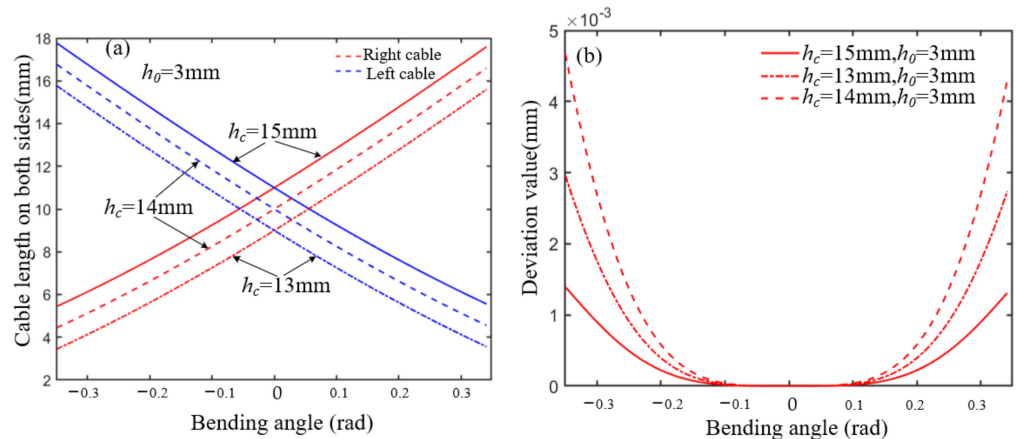 (a)
h0=3mm
Right cable
Left cable
hc=15mm
hc=14mm
hc=13mm
18
16
14
12
10
8
6
4
2
−0.3
−0.2
−0.1
0
0.1
0.2
0.3
Cable length on both sides(mm)
Bending angle (rad)
×10^-3
(b)
hc=15mm,h0=3mm
hc=13mm,h0=3mm
hc=14mm,h0=3mm
5
4
3
2
1
0
−0.3
−0.2
−0.1
0
0.1
0.2
0.3
Deviation value(mm)
Bending angle (rad)